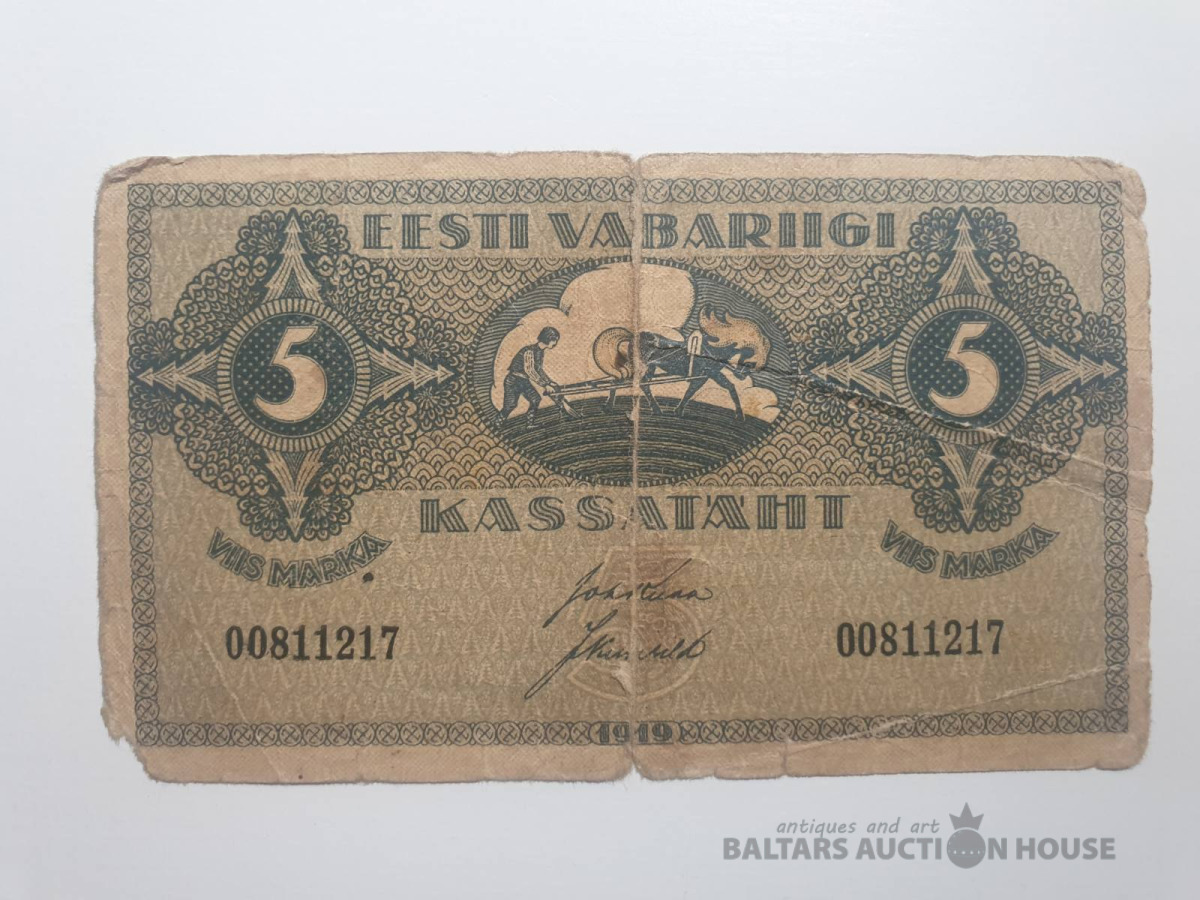 EESTI VABARIIGI
5
5
KASSATÄHT
VIIS MARKA
VIIS MARKA
00811217
00811217
1919
antiques and art
BALTARS AUCTION HOUSE